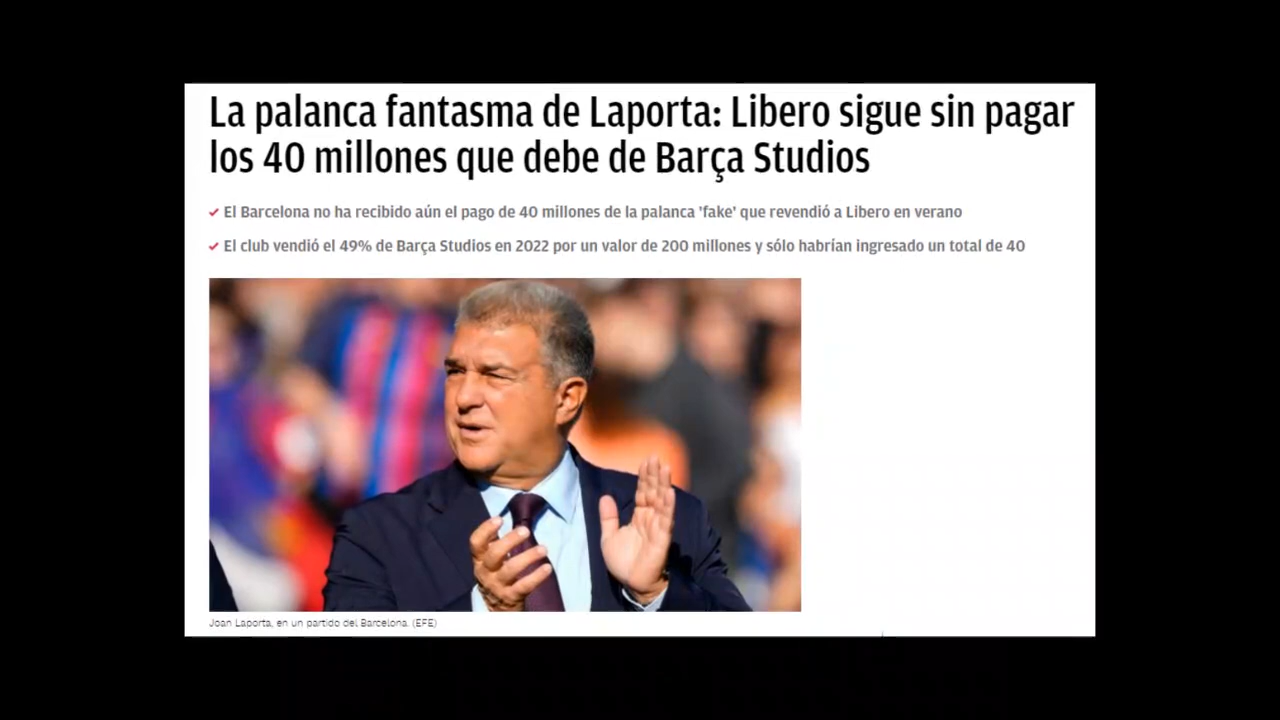 La palanca fantasma de Laporta: Libero sigue sin pagar
los 40 millones que debe de Barça Studios
El Barcelona no ha recibido aún el pago de 40 millones de la palanca 'fake' que revendió a Libero en verano
El club vendió el 49% de Barça Studios en 2022 por un valor de 200 millones y sólo habrían ingresado un total de 40
Joan Laporta, en un partido del Barcelona. (EFE)